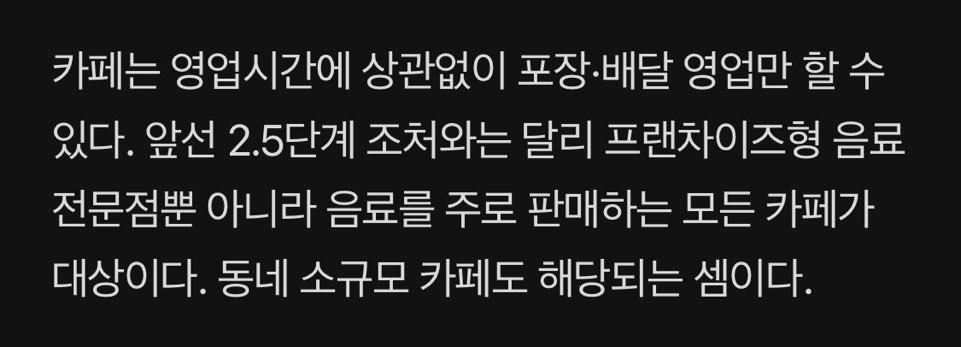 카페는 영업시간에 상관없이 포장·배달 영업만 할 수
있다. 앞선 2.5단계 조처와는 달리 프랜차이즈형 음료
전문점뿐 아니라 음료를 주로 판매하는 모든 카페가
대상이다. 동네 소규모 카페도 해당되는 셈이다.